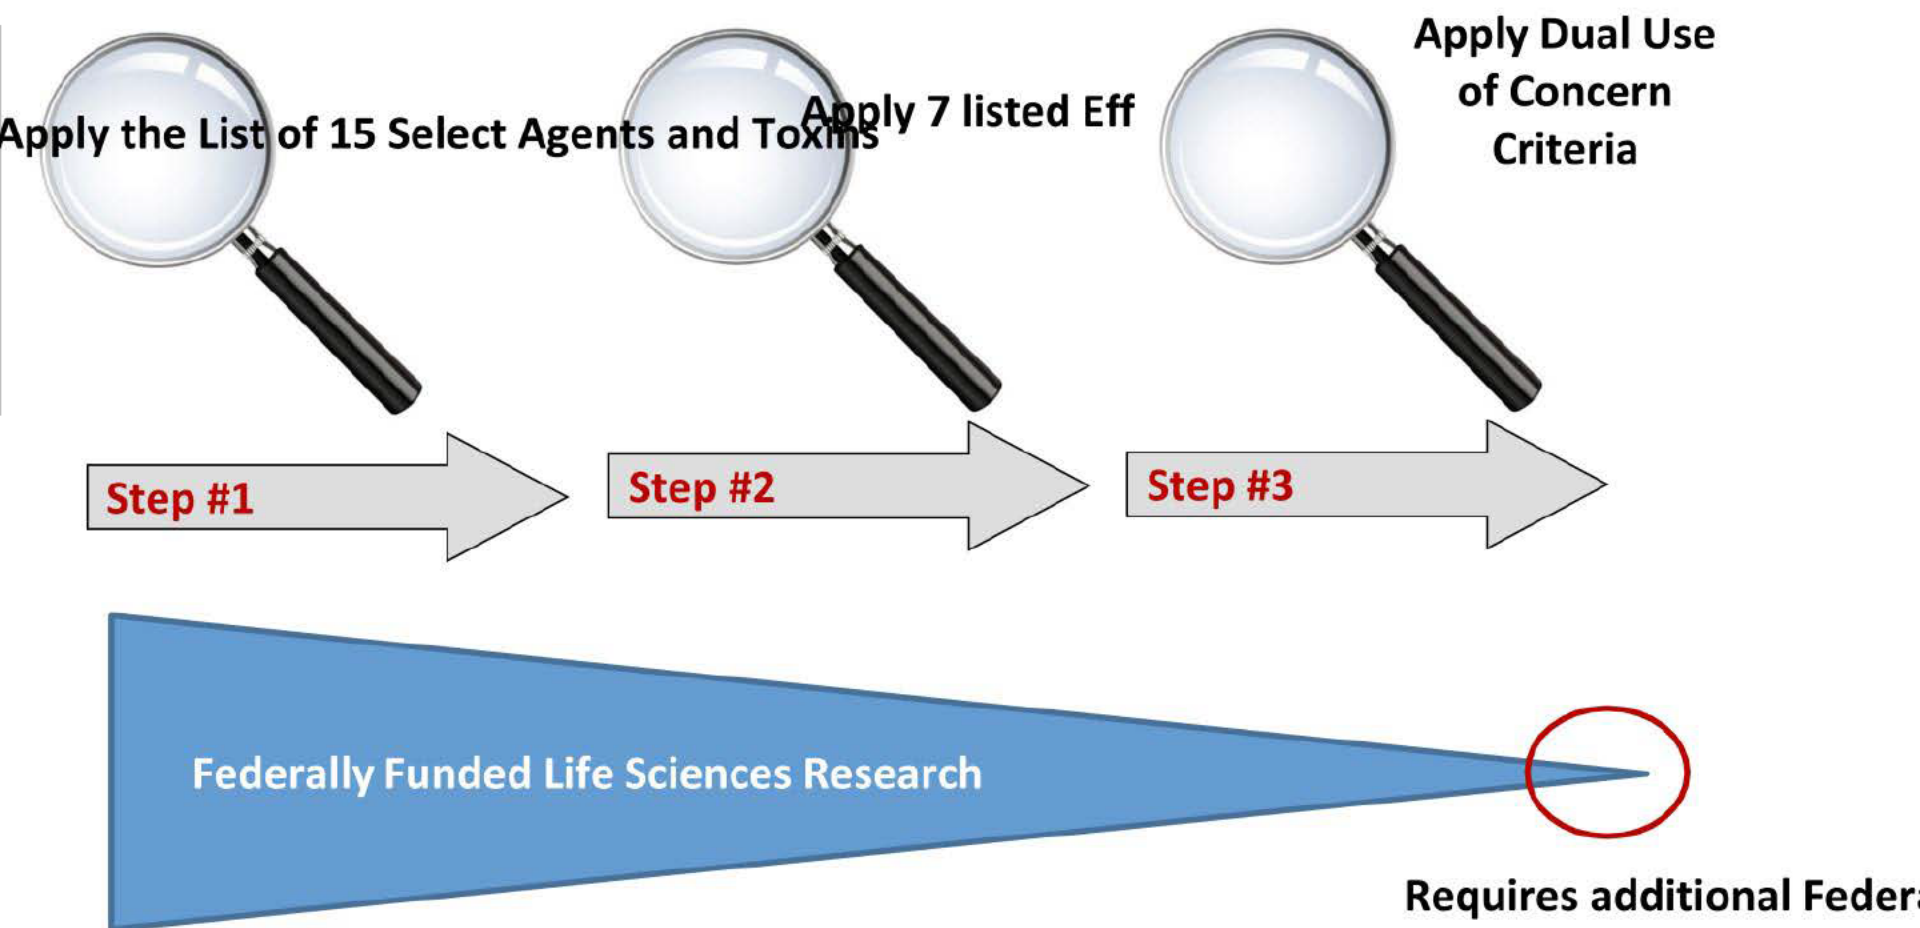 Apply the List of 15 Select Agents and Toxins
Apply 7 listed Eff
Apply Dual Use
of Concern
Criteria
Step #1
Step #2
Step #3
Federally Funded Life Sciences Research
Requires additional Federa